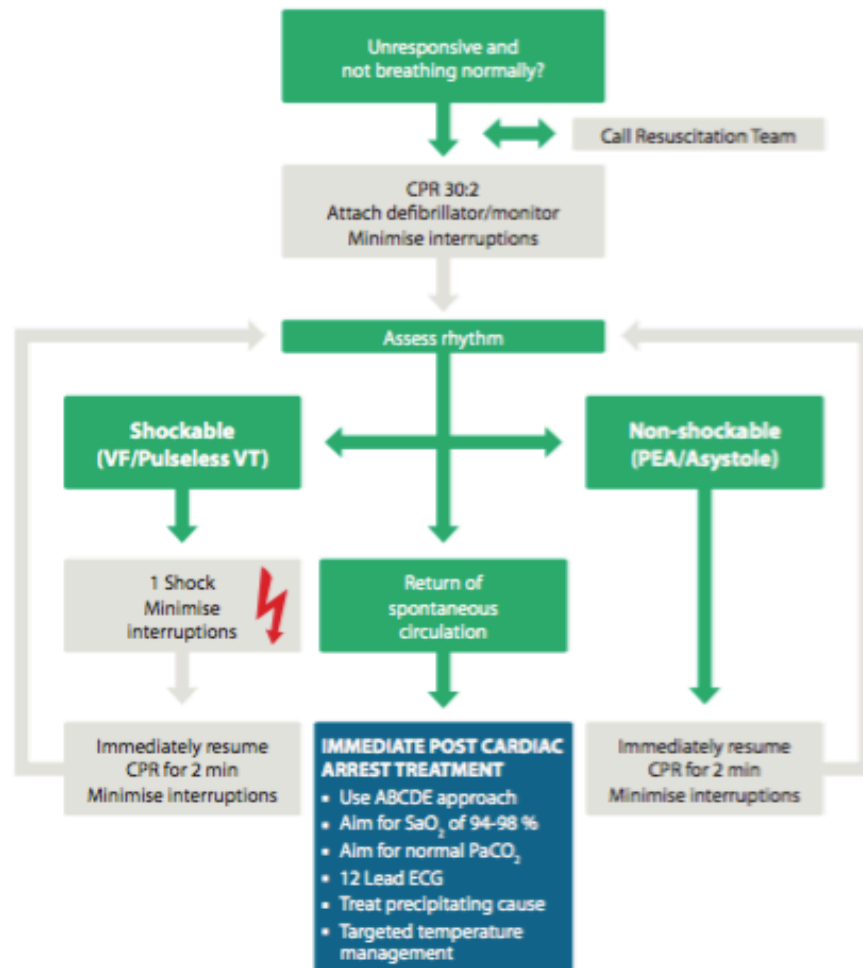 Unresponsive and
not breathing normally?
Call Resuscitation Team
CPR 30:2
Attach defibrillator/monitor
Minimise interruptions
Assess rhythm
Shockable
(VF/Pulseless VT)
Non-shockable
(PEA/Asystole)
1 Shock
Minimise
interruptions
Return of
spontaneous
circulation
Immediately resume
CPR for 2 min
Minimise interruptions
IMMEDIATE POST CARDIAC
ARREST TREATMENT
▪ Use ABCDE approach
▪ Aim for SaO₂ of 94-98 %
▪ Aim for normal PaCO₂
▪ 12 Lead ECG
▪ Treat precipitating cause
▪ Targeted temperature
management
Immediately resume
CPR for 2 min
Minimise interruptions